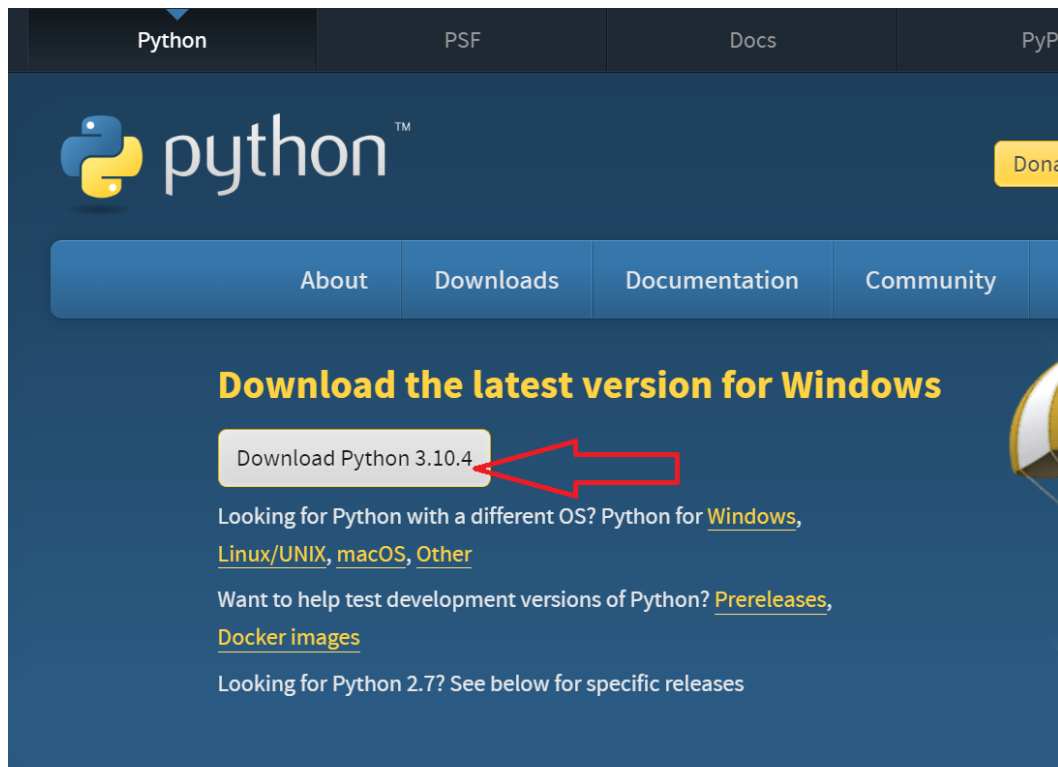 Python PSF Docs PyP
python™
Dona
About Downloads Documentation Community
Download the latest version for Windows
Download Python 3.10.4
Looking for Python with a different OS? Python for Windows,
Linux/UNIX, macOS, Other
Want to help test development versions of Python? Prereleases,
Docker images
Looking for Python 2.7? See below for specific releases